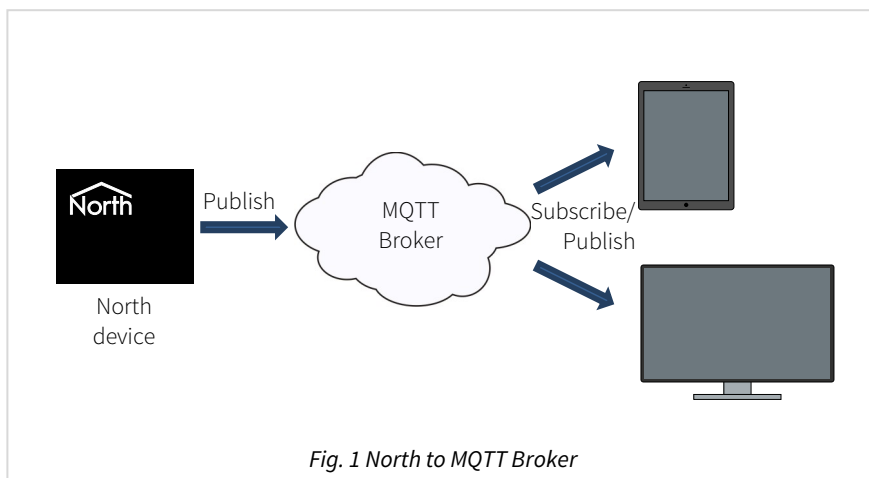 North
Publish
North
device
MQTT
Broker
Subscribe/
Publish
Fig. 1 North to MQTT Broker